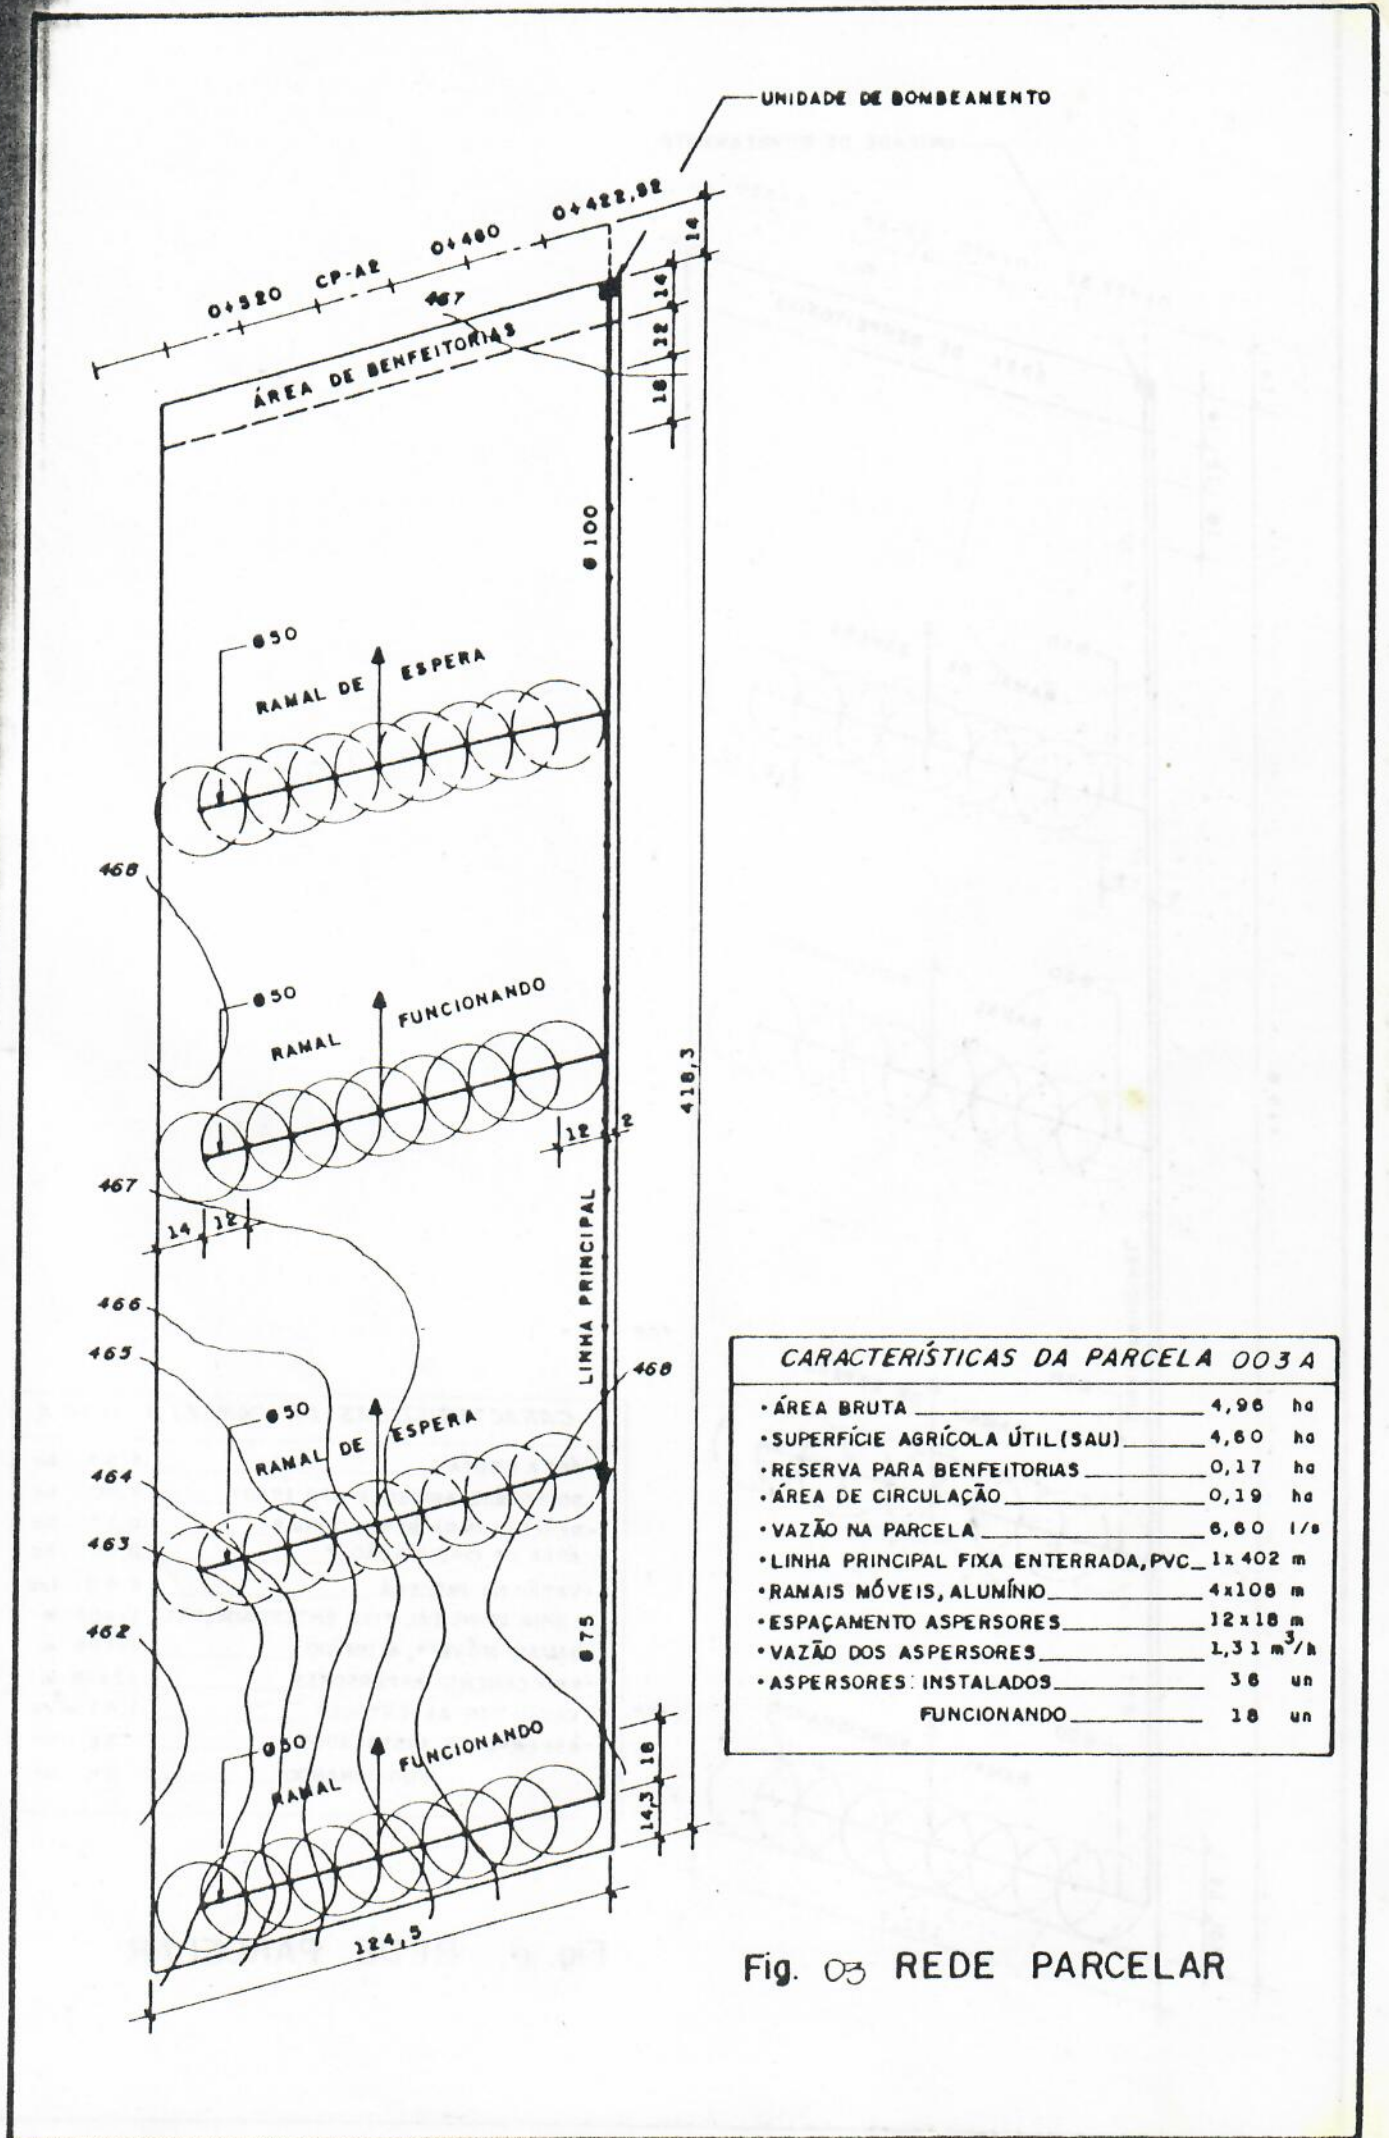 UNIDADE DE BOMBEAMENTO
0+422,92
0+460
CP-A2
0+520
14
467
14
12
18
ÁREA DE BENFEITORIAS
ø100
ø50
RAMAL DE ESPERA
468
ø50
RAMAL FUNCIONANDO
418,3
12
2
467
14
12
LINHA PRINCIPAL
466
465
468
ø50
RAMAL DE ESPERA
464
463
462
ø75
ø50
RAMAL FUNCIONANDO
18
14,3
124,5
CARACTERÍSTICAS DA PARCELA 003A
•ÁREA BRUTA 4,96 ha
•SUPERFÍCIE AGRÍCOLA ÚTIL(SAU) 4,60 ha
•RESERVA PARA BENFEITORIAS 0,17 ha
•ÁREA DE CIRCULAÇÃO 0,19 ha
•VAZÃO NA PARCELA 6,60 l/s
•LINHA PRINCIPAL FIXA ENTERRADA,PVC 1x402 m
•RAMAIS MÓVEIS, ALUMÍNIO 4x108 m
•ESPAÇAMENTO ASPERSORES 12x18 m
•VAZÃO DOS ASPERSORES 1,31 m³/h
•ASPERSORES: INSTALADOS 36 un
FUNCIONANDO 18 un
Fig. 03 REDE PARCELAR